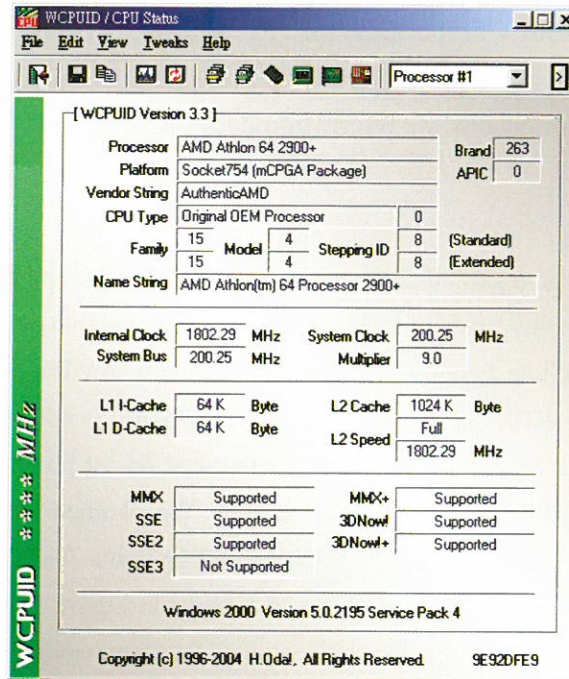 WCPUID / CPU Status
File Edit View Tweaks Help
Processor #1
[ WCPUID Version 3.3 ]
Processor AMD Athlon 64 2900+ Brand 263
Platform Socket754 (mCPGA Package) APIC 0
Vendor String AuthenticAMD
CPU Type Original OEM Processor 0
Family 15 Model 4 Stepping ID 8 (Standard)
15 4 8 (Extended)
Name String AMD Athlon(tm) 64 Processor 2900+
Internal Clock 1802.29 MHz System Clock 200.25 MHz
System Bus 200.25 MHz Multiplier 9.0
L1 I-Cache 64 K Byte L2 Cache 1024 K Byte
L1 D-Cache 64 K Byte L2 Speed Full
1802.29 MHz
MMX Supported MMX+ Supported
SSE Supported 3DNow! Supported
SSE2 Supported 3DNow!+ Supported
SSE3 Not Supported
Windows 2000 Version 5.0.2195 Service Pack 4
Copyright (c) 1996-2004 H.Oda!, All Rights Reserved. 9E92DFE9
WCPUID **** MHz